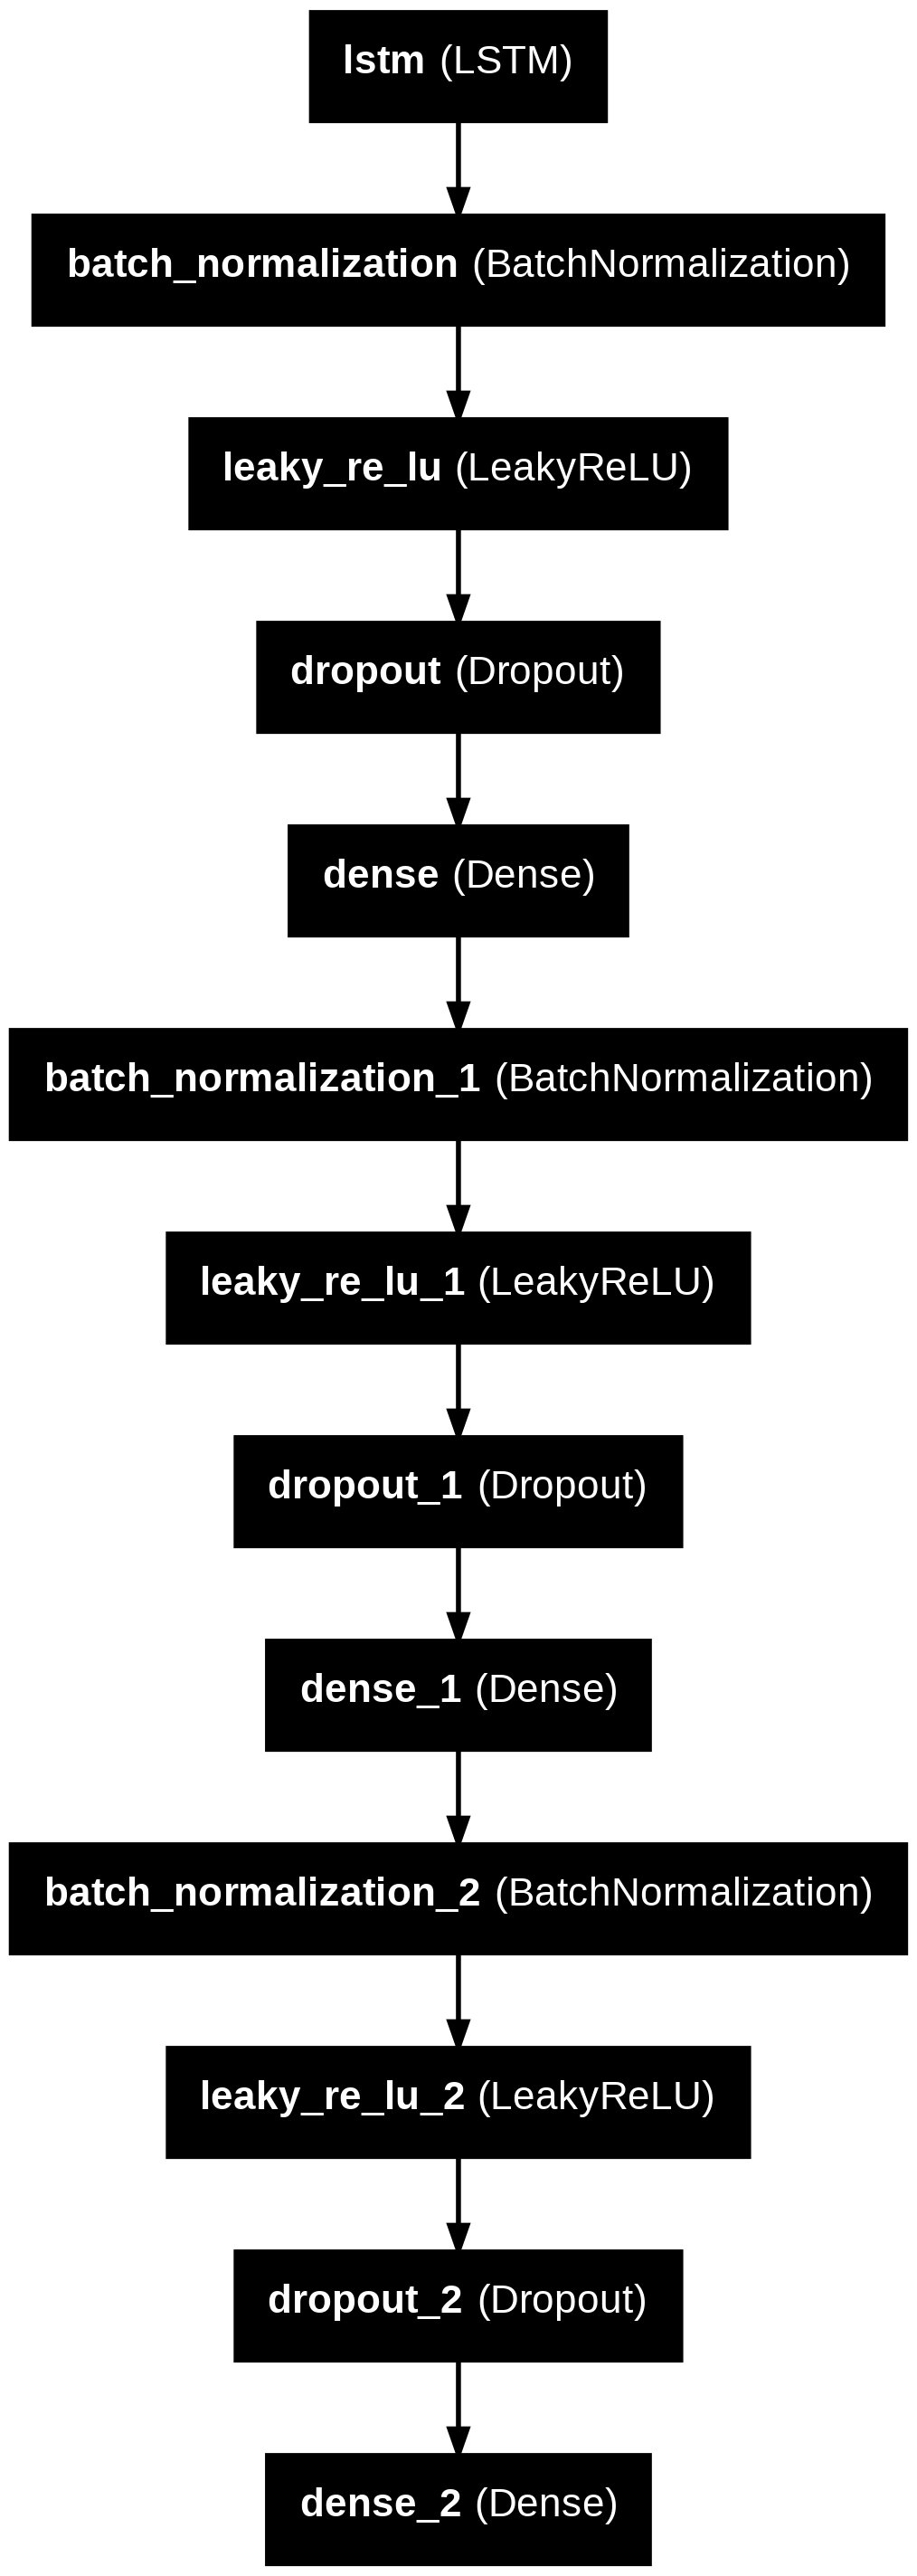 lstm (LSTM)
batch_normalization (BatchNormalization)
leaky_re_lu (LeakyReLU)
dropout (Dropout)
dense (Dense)
batch_normalization_1 (BatchNormalization)
leaky_re_lu_1 (LeakyReLU)
dropout_1 (Dropout)
dense_1 (Dense)
batch_normalization_2 (BatchNormalization)
leaky_re_lu_2 (LeakyReLU)
dropout_2 (Dropout)
dense_2 (Dense)